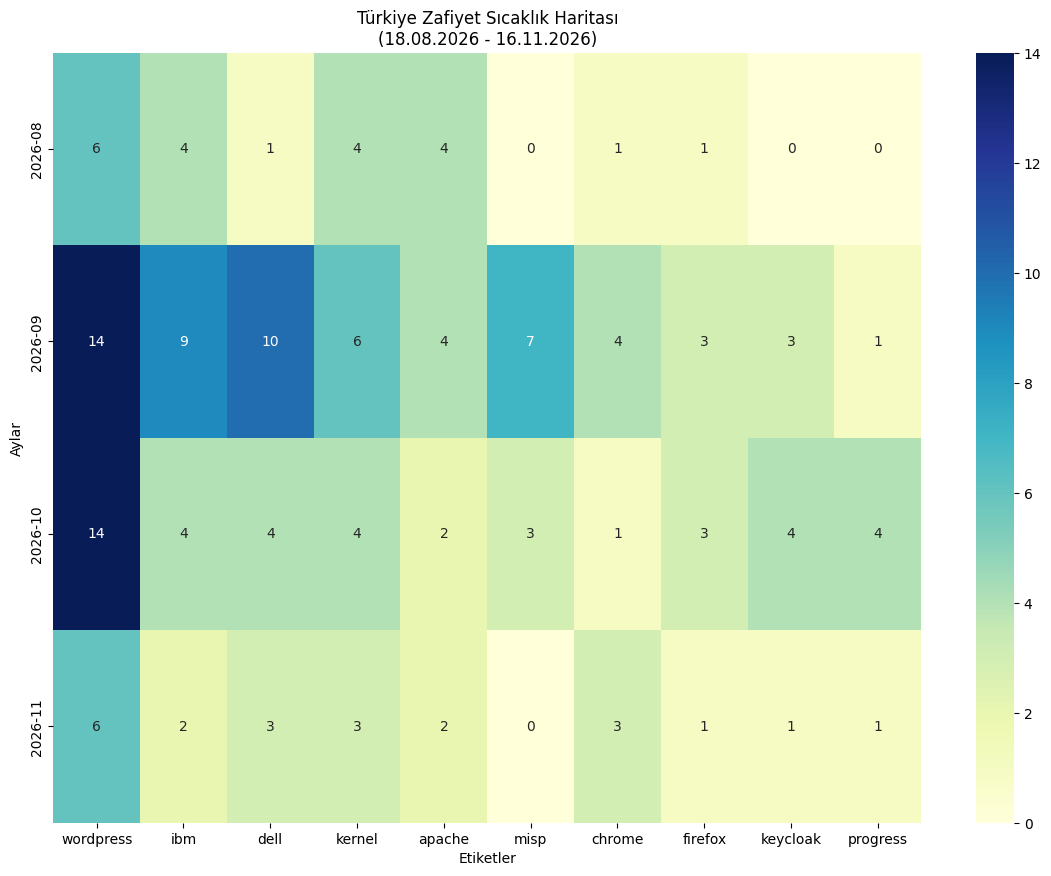 Türkiye Zafiyet Sıcaklık Haritası
(18.08.2026 - 16.11.2026)
Aylar
2026-08
6 4 1 4 4 0 1 1 0 0
2026-09
14 9 10 6 4 7 4 3 3 1
2026-10
14 4 4 4 2 3 1 3 4 4
2026-11
6 2 3 3 2 0 3 1 1 1
wordpress ibm dell kernel apache misp chrome firefox keycloak progress
Etiketler
14
12
10
8
6
4
2
0